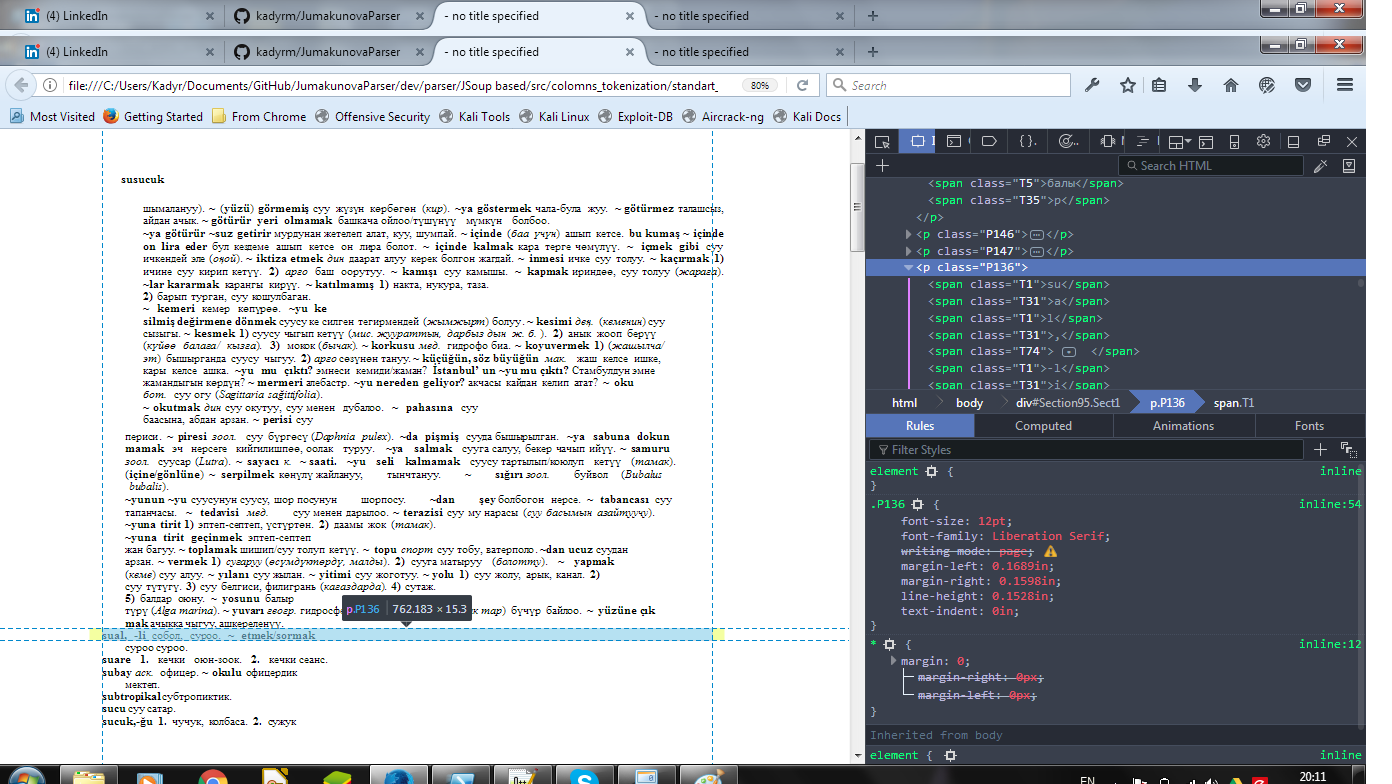 (4) LinkedIn × kadyrm/JumakunovaParser × - no title specified × - no title specified × +
(4) LinkedIn × kadyrm/JumakunovaParser × - no title specified × - no title specified × +
file:///C:/Users/Kadyr/Documents/GitHub/JumakunovaParser/dev/parser/JSoup based/src/colomns_tokenization/standart_ 80% Search
Most Visited Getting Started From Chrome Offensive Security Kali Tools Kali Linux Exploit-DB Aircrack-ng Kali Docs
susucuk
шымалануу). ~ (yüzü) görmemiş суу жүзүн көрбөгөн (кир). ~ya göstermek чала-була жуу. ~ götürmez талашсыз,
айдан ачык. ~ götürür yeri olmamak башкача ойлоо/түшүнүү мүмкүн болбоо.
~ya götürür ~suz getirir мурдунан жетелеп алат, куу, шумпай. ~ içinde (баа үчүн) ашып кетсе. bu kumaş ~ içinde
on lira eder бул кездеме ашып кетсе он лира болот. ~ içinde kalmak кара терге чөмүлүү. ~ içmek gibi суу
ичкендей эле (оңой). ~ iktiza etmek дин даарат алуу керек болгон жагдай. ~ inmesi ичке суу толуу. ~ kaçırmak 1)
ичине суу кирип кетүү. 2) арго баш оорутуу. ~ kamışı суу камышы. ~ kapmak ириндөө, суу толуу (жарага).
~lar kararmak карангы кирүү. ~ katılmamış 1) накта, нукура, таза.
2) барып турган, суу кошулбаган.
~ kemeri кемер көпүрөө. ~yu ke
silmiş değirmene dönmek суусу кесилген тегирмендей (жымжырт) болуу. ~ kesimi дең. (кеменин) суу
сызыгы. ~ kesmek 1) суусу чыгып кетүү (мис. жуураттын, дарбыздын ж. б. ). 2) анык жооп берүү
(күйөө балага/ кызга). 3) мокок (бычак). ~ korkusu мед. гидрофобиа. ~ koyuvermek 1) (жашылча/
эт) бышырганда суусу чыгуу. 2) арго сөзүнөн тануу. ~ küçüğün, söz büyüğün мак. жаш келсе ишке,
кары келсе ашка. ~yu mu çıktı? эмнеси кемиди/жаман? İstanbul’ un ~yu mu çıktı? Стамбулдун эмне
жамандыгын көрдүн? ~ mermeri алебастр. ~yu nereden geliyor? акчасы кайдан келип атат? ~ oku
бот. суу огу (Sagittaria sağittifolia).
~ okutmak дин суу окутуу, суу менен дубалоо. ~ pahasına суу
баасына, абдан арзан. ~ perisi суу
периси. ~ piresi зоол. суу бүргөсү (Daphnia pulex). ~da pişmiş сууда бышырылган. ~ya sabuna dokun
mamak эч нерсеге кийгилишпөө, оолак туруу. ~ya salmak сууга салуу, бекер чачып ийүү. ~ samuru
зоол. суусар (Lutra). ~ sayacı к. ~ saati. ~yu seli kalmamak суусу тартылып/коюлуп кетүү (тамак).
(içine/gönlüne) ~ serpilmek көңүлү жайлануу, тынчтануу. ~ sığırı зоол. буйвол (Bubalus
bubalis).
~yunun ~yu суусунун суусу, шор посунун шорпосу. ~dan şey болбогон нерсе. ~ tabancası суу
тапанчасы. ~ tedavisi мед. суу менен дарылоо. ~ terazisi суу му нарасы (суу басымын азайтуучу).
~yuna tirit 1) эптеп-септеп, үстүртөн. 2) даамы жок (тамак).
~yuna tirit geçinmek эптеп-септеп
жан багуу. ~ toplamak шишип/суу толуп кетүү. ~ topu спорт суу тобу, ватерполо. ~dan ucuz суудан
арзан. ~ vermek 1) сугаруу (өсүмдүктөрдү, малды). 2) сууга матыруу (болотту). ~ yapmak
(кеме) суу алуу. ~ yılanı суу жылан. ~ yitimi суу жоготуу. ~ yolu 1) суу жолу, арык, канал. 2)
суу түтүгү. 3) суу белгиси, филигрань (кагаздарда). 4) сутаж.
5) балдар оюну. ~ yosunu балыр
түрү (Alga marina). ~ yuvarı геогр. гидросф к тар) бүчүр байлоо. ~ yüzüne çık
mak ачыкка чыгуу, ашкереленүү.
p.P136 762.183 × 15.3
sual, -li собол, суроо. ~ etmek/sormak
суроо суроо.
suare 1. кечки оюн-зоок. 2. кечки сеанс.
subay аск. офицер. ~ okulu офицердик
мектеп.
subtropikal субтропиктик.
sucu суу сатар.
sucuk,-ğu 1. чучук, колбаса. 2. сужук
{}
+ Search HTML
<span class="T5">балы</span>
<span class="T35">р</span>
</p>
<p class="P146"></p>
<p class="P147"></p>
<p class="P136">
<span class="T1">su</span>
<span class="T31">a</span>
<span class="T1">l</span>
<span class="T31">,</span>
<span class="T74"> </span>
<span class="T1">-l</span>
<span class="T31">i</span>
html body div#Section95.Sect1 p.P136 span.T1
Rules Computed Animations Fonts
Filter Styles +
element { inline
}
.P136 { inline:54
font-size: 12pt;
font-family: Liberation Serif;
writing-mode: page;
margin-left: 0.1689in;
margin-right: 0.1598in;
line-height: 0.1528in;
text-indent: 0in;
}
* { inline:12
margin: 0;
margin-right: 0px;
margin-left: 0px;
}
Inherited from body
element { inline
EN 20:11